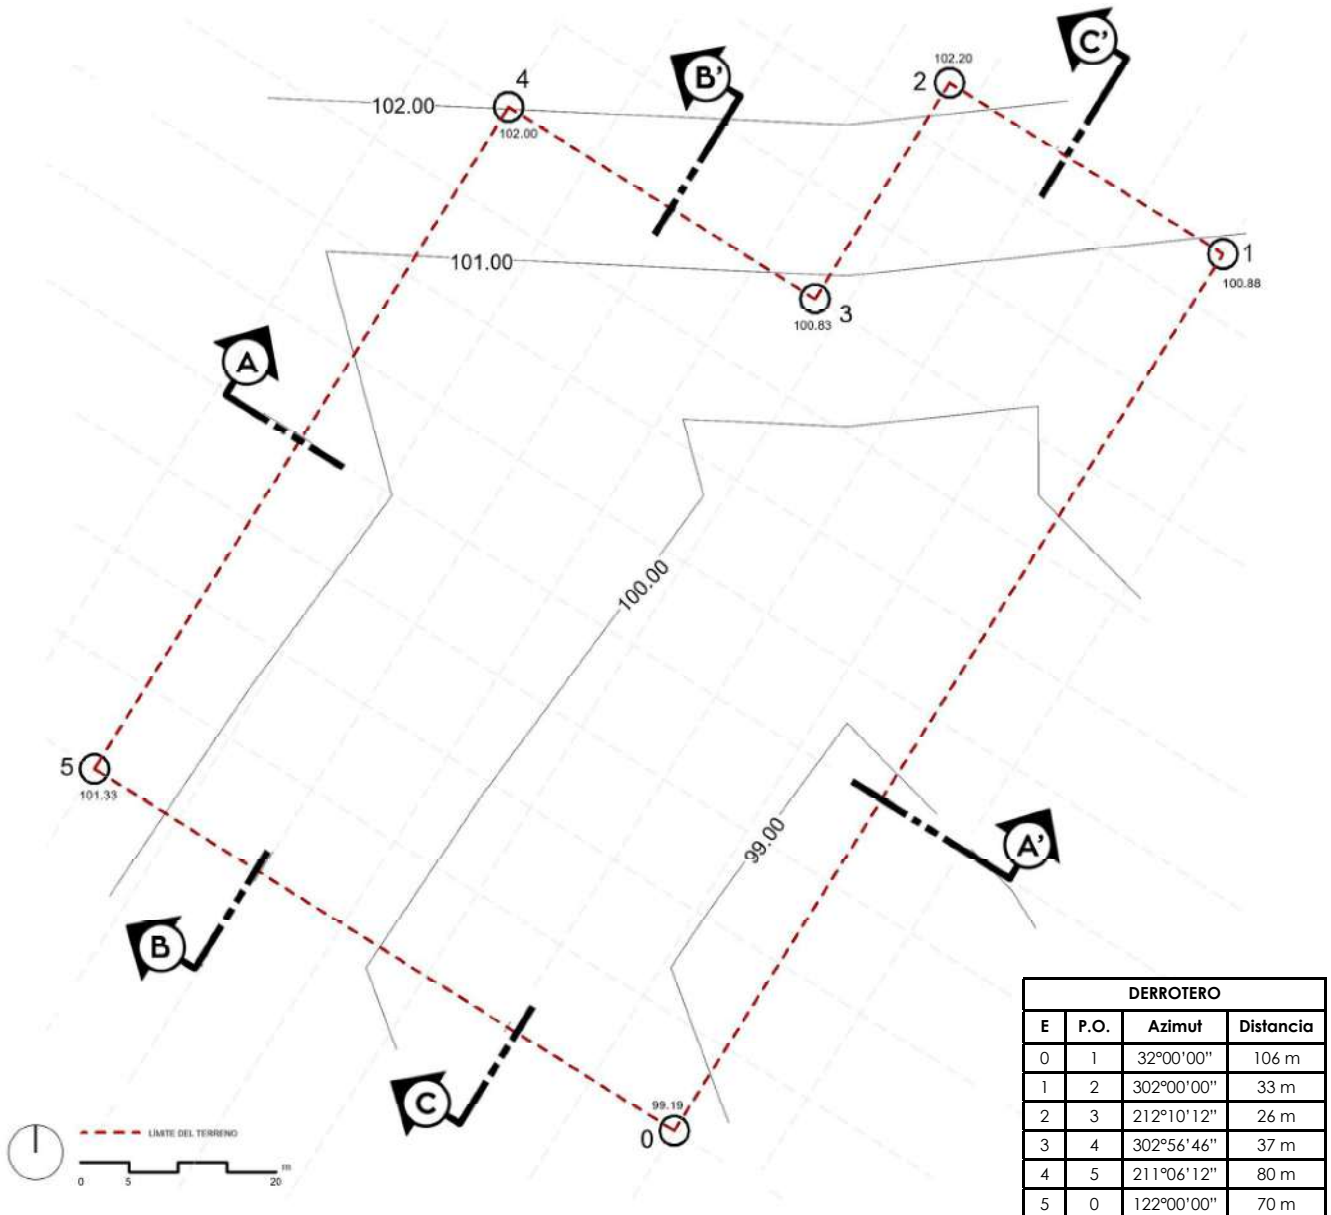 C'
4
102.00
102.00
B'
2
102.20
1
100.88
101.00
3
100.83
A
100.00
5
101.33
99.00
A'
B
C
99.19
0
LÍMITE DEL TERRENO
m
0 5 20
DERROTERO
E P.O. Azimut Distancia
0 1 32°00'00" 106 m
1 2 302°00'00" 33 m
2 3 212°10'12" 26 m
3 4 302°56'46" 37 m
4 5 211°06'12" 80 m
5 0 122°00'00" 70 m